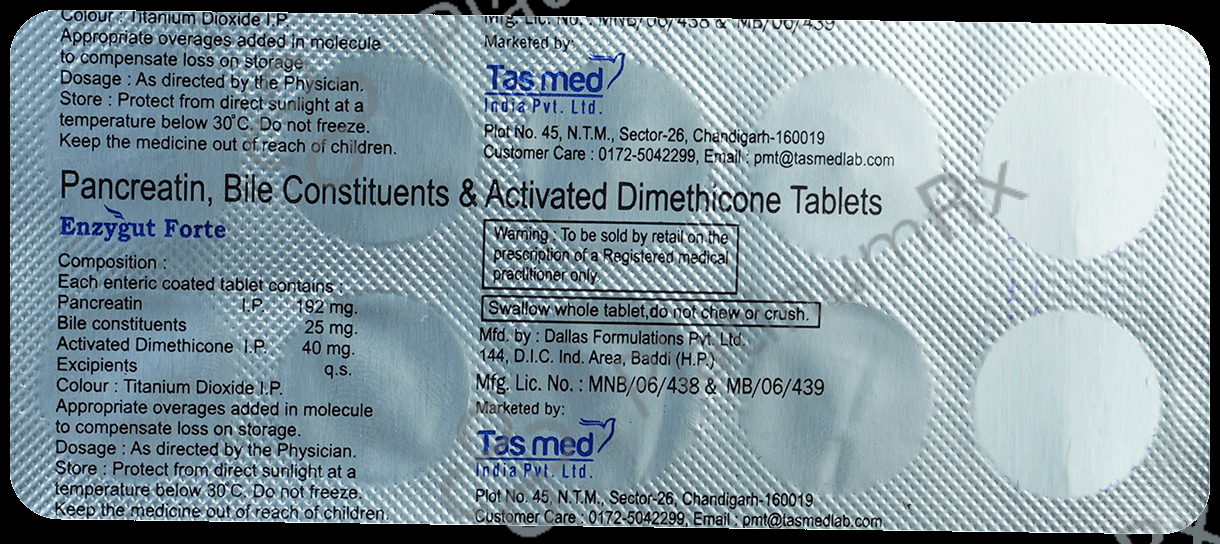 Colour : Titanium Dioxide I.P.
Appropriate overages added in molecule
to compensate loss on storage.
Dosage : As directed by the Physician.
Store : Protect from direct sunlight at a
temperature below 30°C. Do not freeze.
Keep the medicine out of reach of children.
Mfg. Lic. No. : MNB/06/438 & MB/06/439
Marketed by:
Tas med
India Pvt. Ltd.
Plot No. 45, N.T.M., Sector-26, Chandigarh-160019
Customer Care : 0172-5042299, Email : pmt@tasmedlab.com
Pancreatin, Bile Constituents & Activated Dimethicone Tablets
Enzygut Forte
Composition :
Each enteric coated tablet contains :
Pancreatin I.P. 192 mg.
Bile constituents 25 mg.
Activated Dimethicone I.P. 40 mg.
Excipients q.s.
Colour : Titanium Dioxide I.P.
Appropriate overages added in molecule
to compensate loss on storage.
Dosage : As directed by the Physician.
Store : Protect from direct sunlight at a
temperature below 30°C. Do not freeze.
Keep the medicine out of reach of children.
Warning : To be sold by retail on the
prescription of a Registered medical
practitioner only.
Swallow whole tablet,do not chew or crush.
Mfd. by : Dallas Formulations Pvt. Ltd.
144, D.I.C. Ind. Area, Baddi (H.P.)
Mfg. Lic. No. : MNB/06/438 & MB/06/439
Marketed by:
Tas med
India Pvt. Ltd.
Plot No. 45, N.T.M., Sector-26, Chandigarh-160019
Customer Care : 0172-5042299, Email : pmt@tasmedlab.com